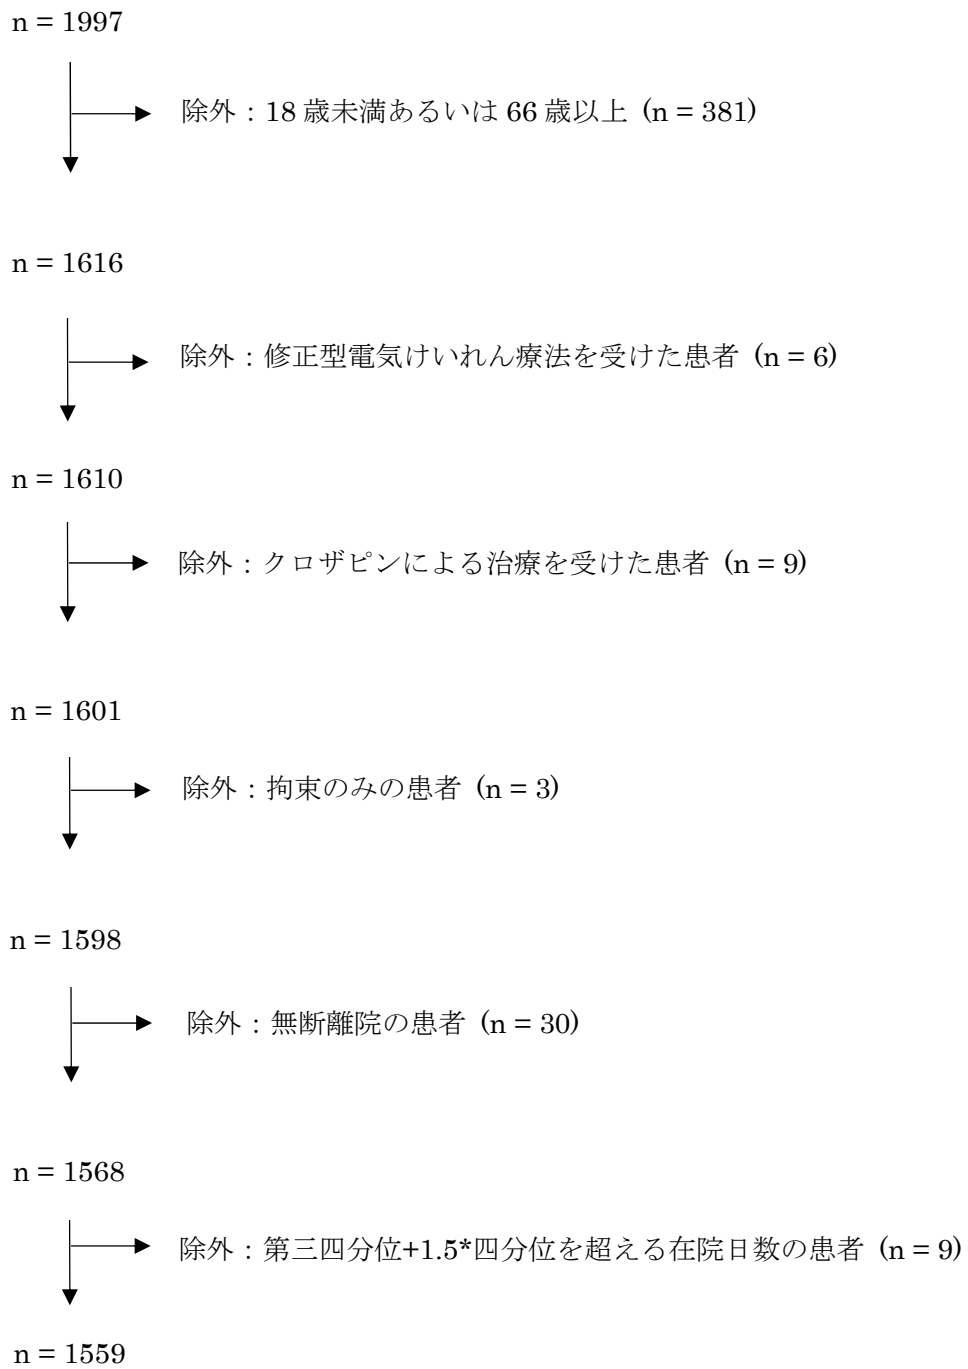 n = 1997
除外：18 歳未満あるいは 66 歳以上 (n = 381)
n = 1616
除外：修正型電気けいれん療法を受けた患者 (n = 6)
n = 1610
除外：クロザピンによる治療を受けた患者 (n = 9)
n = 1601
除外：拘束のみの患者 (n = 3)
n = 1598
除外：無断離院の患者 (n = 30)
n = 1568
除外：第三四分位+1.5*四分位を超える在院日数の患者 (n = 9)
n = 1559